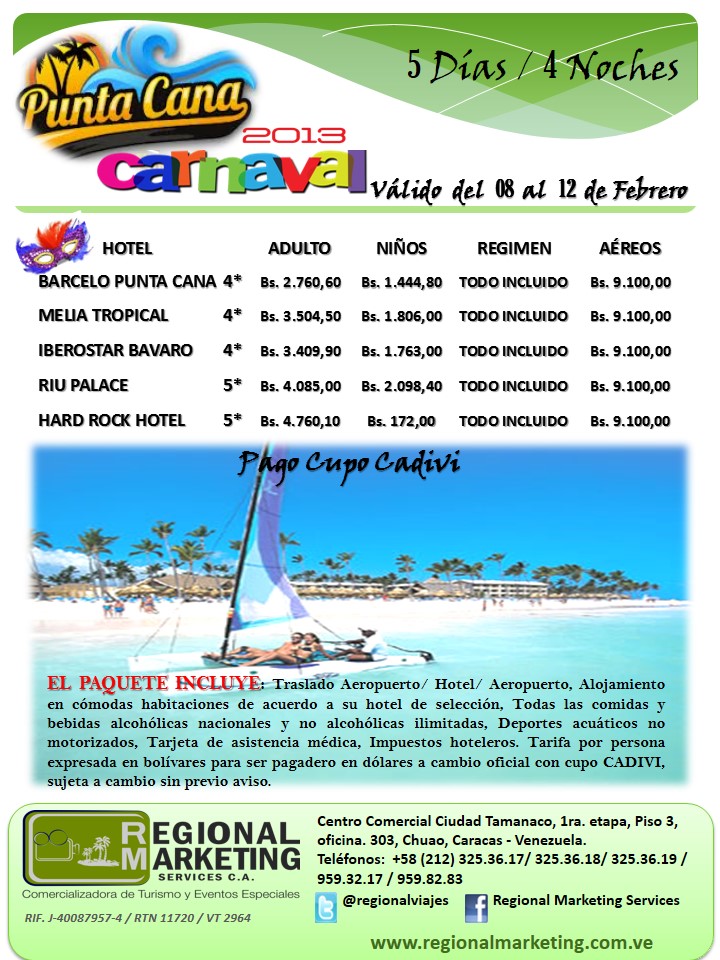 Punta Cana
5 Días / 4 Noches
2013
carnaval
Válido del 08 al 12 de Febrero
HOTEL ADULTO NIÑOS REGIMEN AÉREOS
BARCELO PUNTA CANA 4* Bs. 2.760,60 Bs. 1.444,80 TODO INCLUIDO Bs. 9.100,00
MELIA TROPICAL 4* Bs. 3.504,50 Bs. 1.806,00 TODO INCLUIDO Bs. 9.100,00
IBEROSTAR BAVARO 4* Bs. 3.409,90 Bs. 1.763,00 TODO INCLUIDO Bs. 9.100,00
RIU PALACE 5* Bs. 4.085,00 Bs. 2.098,40 TODO INCLUIDO Bs. 9.100,00
HARD ROCK HOTEL 5* Bs. 4.760,10 Bs. 172,00 TODO INCLUIDO Bs. 9.100,00
Pago Cupo Cadivi
EL PAQUETE INCLUYE: Traslado Aeropuerto/ Hotel/ Aeropuerto, Alojamiento
en cómodas habitaciones de acuerdo a su hotel de selección, Todas las comidas y
bebidas alcohólicas nacionales y no alcohólicas ilimitadas, Deportes acuáticos no
motorizados, Tarjeta de asistencia médica, Impuestos hoteleros. Tarifa por persona
expresada en bolívares para ser pagadero en dólares a cambio oficial con cupo CADIVI,
sujeta a cambio sin previo aviso.
REGIONAL
MARKETING
SERVICES C.A.
Comercializadora de Turismo y Eventos Especiales
RIF. J-40087957-4 / RTN 11720 / VT 2964
Centro Comercial Ciudad Tamanaco, 1ra. etapa, Piso 3,
oficina. 303, Chuao, Caracas - Venezuela.
Teléfonos: +58 (212) 325.36.17/ 325.36.18/ 325.36.19 /
959.32.17 / 959.82.83
@regionalviajes Regional Marketing Services
www.regionalmarketing.com.ve